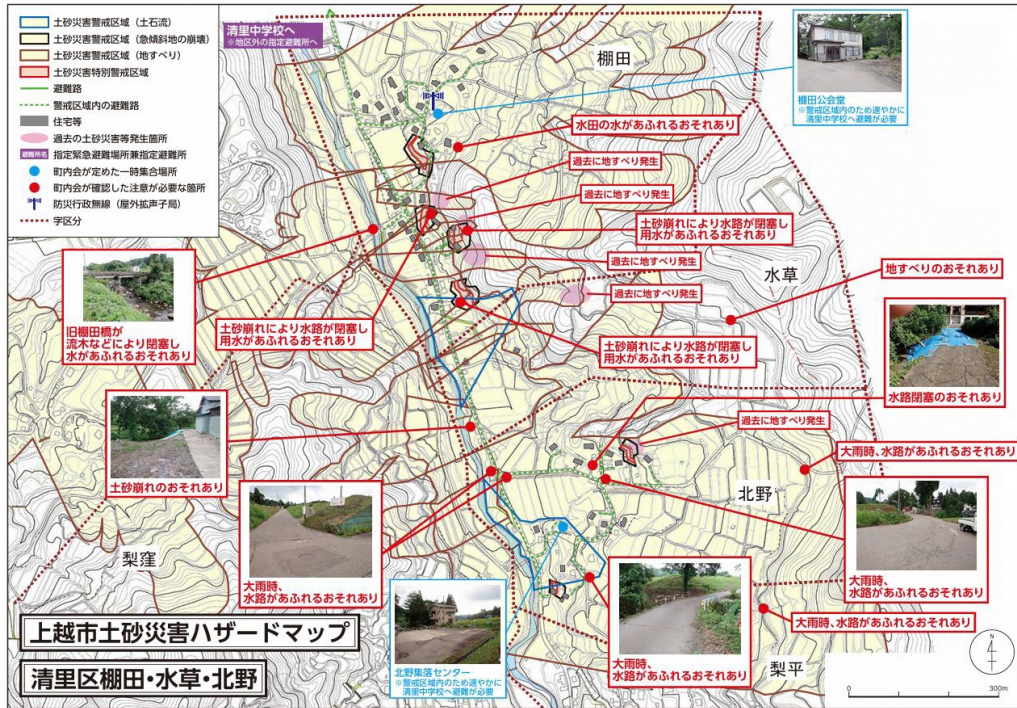 土砂災害警戒区域（土石流）
土砂災害警戒区域（急傾斜地の崩壊）
土砂災害警戒区域（地すべり）
土砂災害特別警戒区域
避難路
警戒区域内の避難路
住宅等
過去の土砂災害等発生箇所
避難所名 指定緊急避難場所兼指定避難所
町内会が定めた一時集合場所
町内会が確認した注意が必要な箇所
防災行政無線（屋外拡声子局）
字区分
清里中学校へ
※地区外の指定避難所へ
棚田
棚田公会堂
※警戒区域内のため速やかに
清里中学校へ避難が必要
水田の水があふれるおそれあり
過去に地すべり発生
過去に地すべり発生
土砂崩れにより水路が閉塞し
用水があふれるおそれあり
過去に地すべり発生
水草
地すべりのおそれあり
過去に地すべり発生
旧棚田橋が
流木などにより閉塞し
水があふれるおそれあり
土砂崩れにより水路が閉塞し
用水があふれるおそれあり
土砂崩れにより水路が閉塞し
用水があふれるおそれあり
水路閉塞のおそれあり
過去に地すべり発生
大雨時、水路があふれるおそれあり
土砂崩れのおそれあり
北野
梨窪
大雨時、
水路があふれるおそれあり
大雨時、
水路があふれるおそれあり
大雨時、水路があふれるおそれあり
上越市土砂災害ハザードマップ
清里区棚田・水草・北野
北野集落センター
※警戒区域内のため速やかに
清里中学校へ避難が必要
大雨時、
水路があふれるおそれあり
梨平
N
0 300m